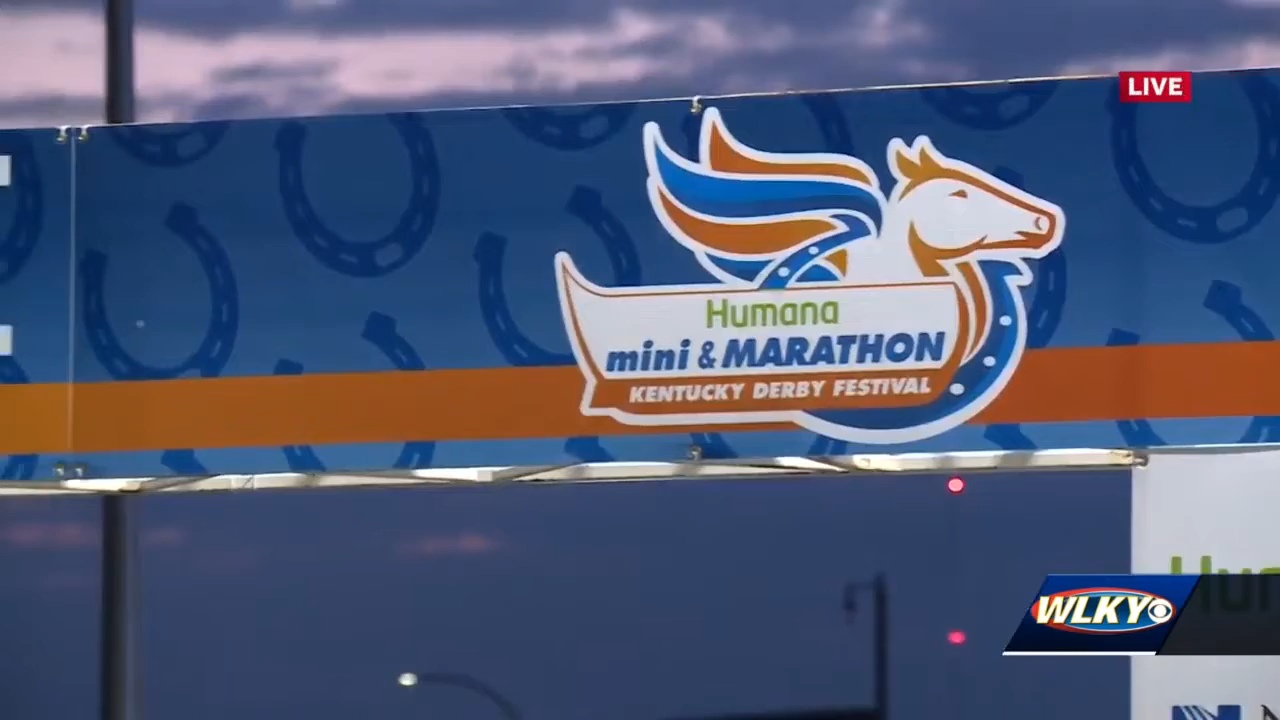 LIVE
Humana
mini & MARATHON
KENTUCKY DERBY FESTIVAL
WLKY